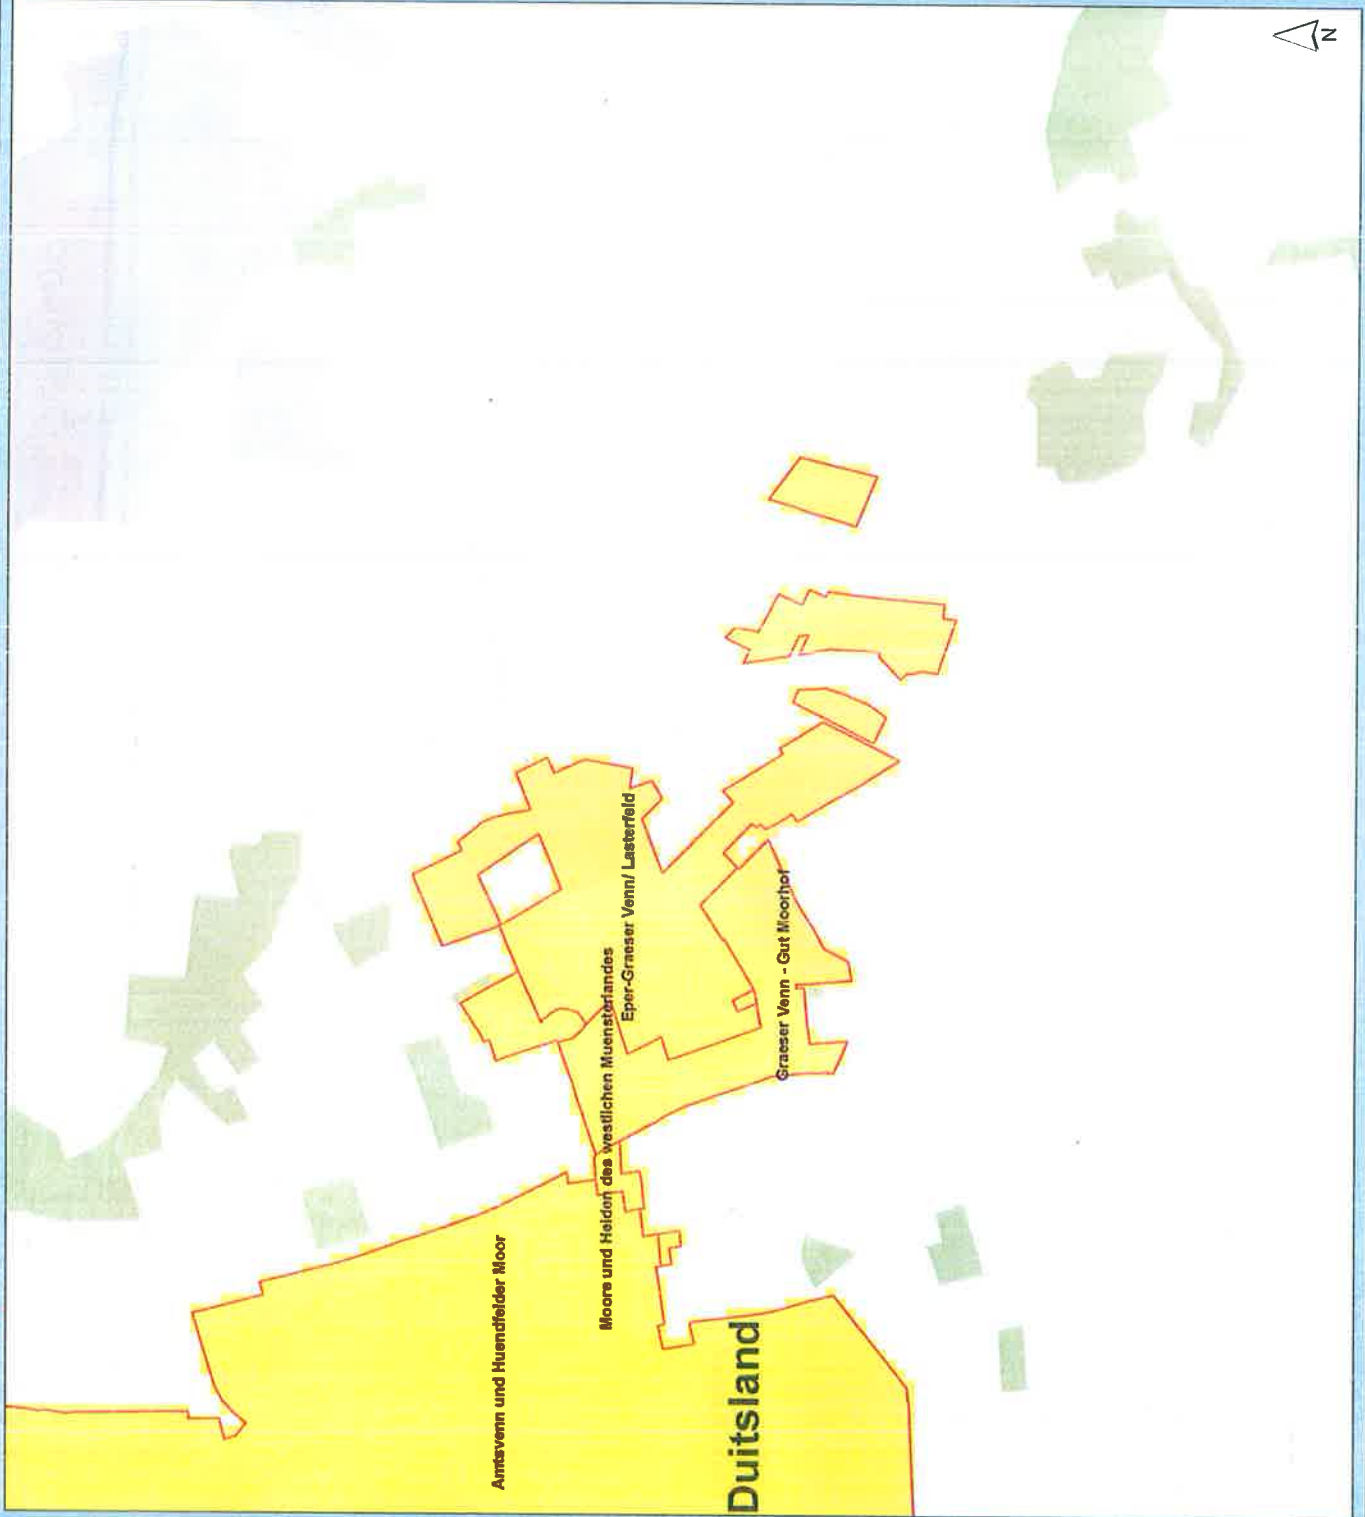 N
Amtsvenn und Huendfelder Moor
Moore und Heiden des westlichen Muensterlandes
Eper-Graeser Venn/ Lasterfeld
Graeser Venn - Gut Moorhof
Duitsland